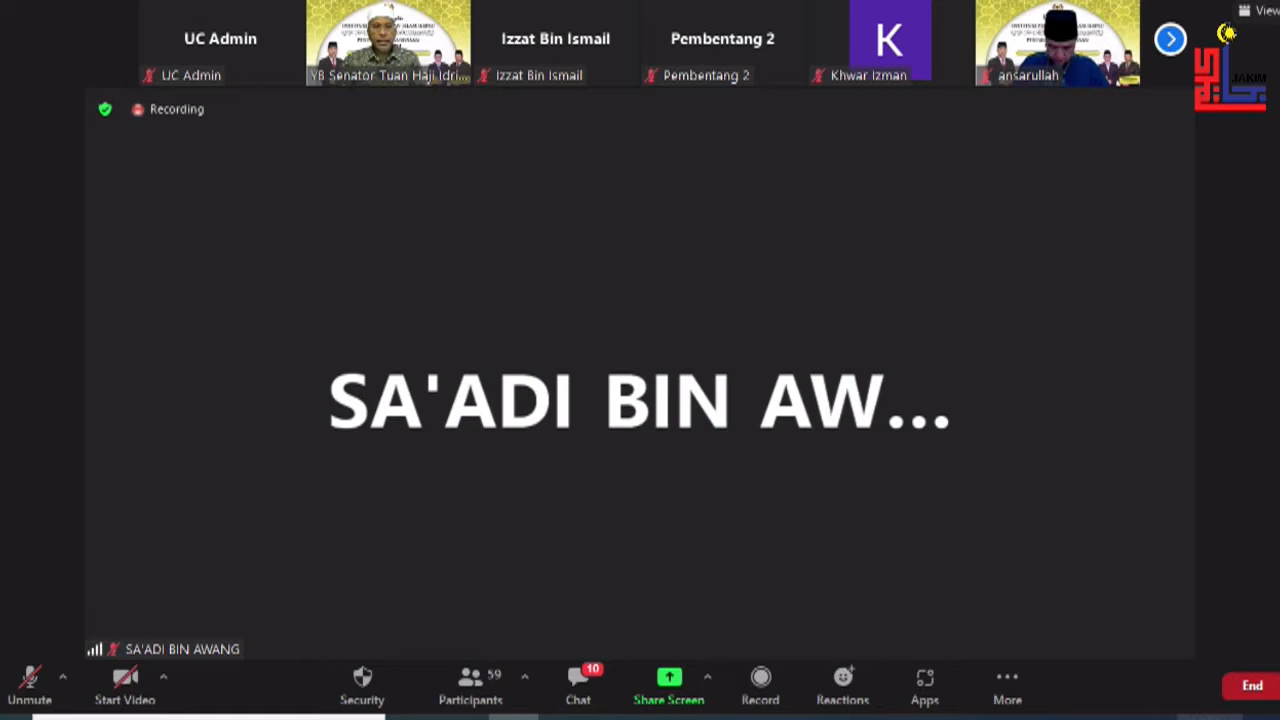 UC Admin
Izzat Bin Ismail
Pembentang 2
K
View
UC Admin
YB Senator Tuan Haji Idri...
Izzat Bin Ismail
Pembentang 2
Khwar Izman
ansarullah
JAKIM
Recording
SA'ADI BIN AW...
SA'ADI BIN AWANG
59
10
Unmute
Start Video
Security
Participants
Chat
Share Screen
Record
Reactions
Apps
More
End